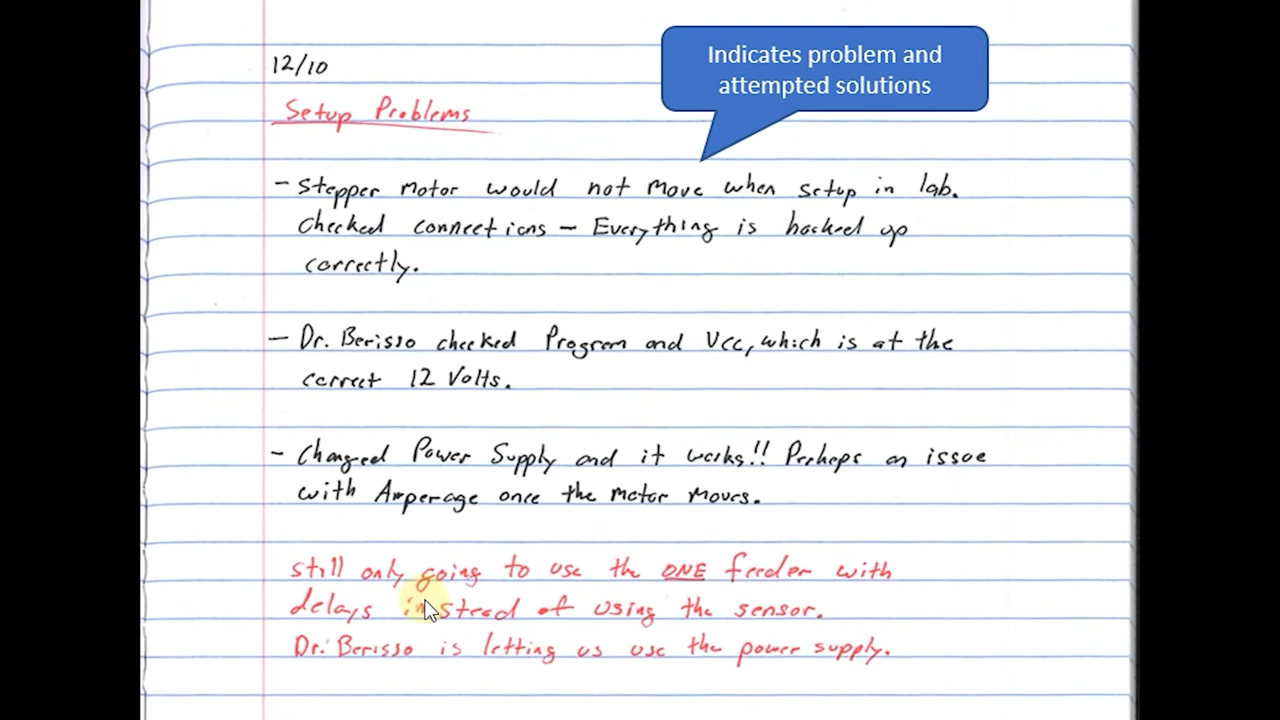 Indicates problem and
attempted solutions
12/10
Setup Problems
- Stepper motor would not move when setup in lab.
Checked connections - Everything is hooked up
correctly.
- Dr. Berisso checked Program and Vcc, which is at the
correct 12 Volts.
- Changed Power Supply and it works!! Perhaps an issue
with Amperage once the motor moves.
still only going to use the ONE feeder with
delays instead of using the sensor.
Dr. Berisso is letting us use the power supply.